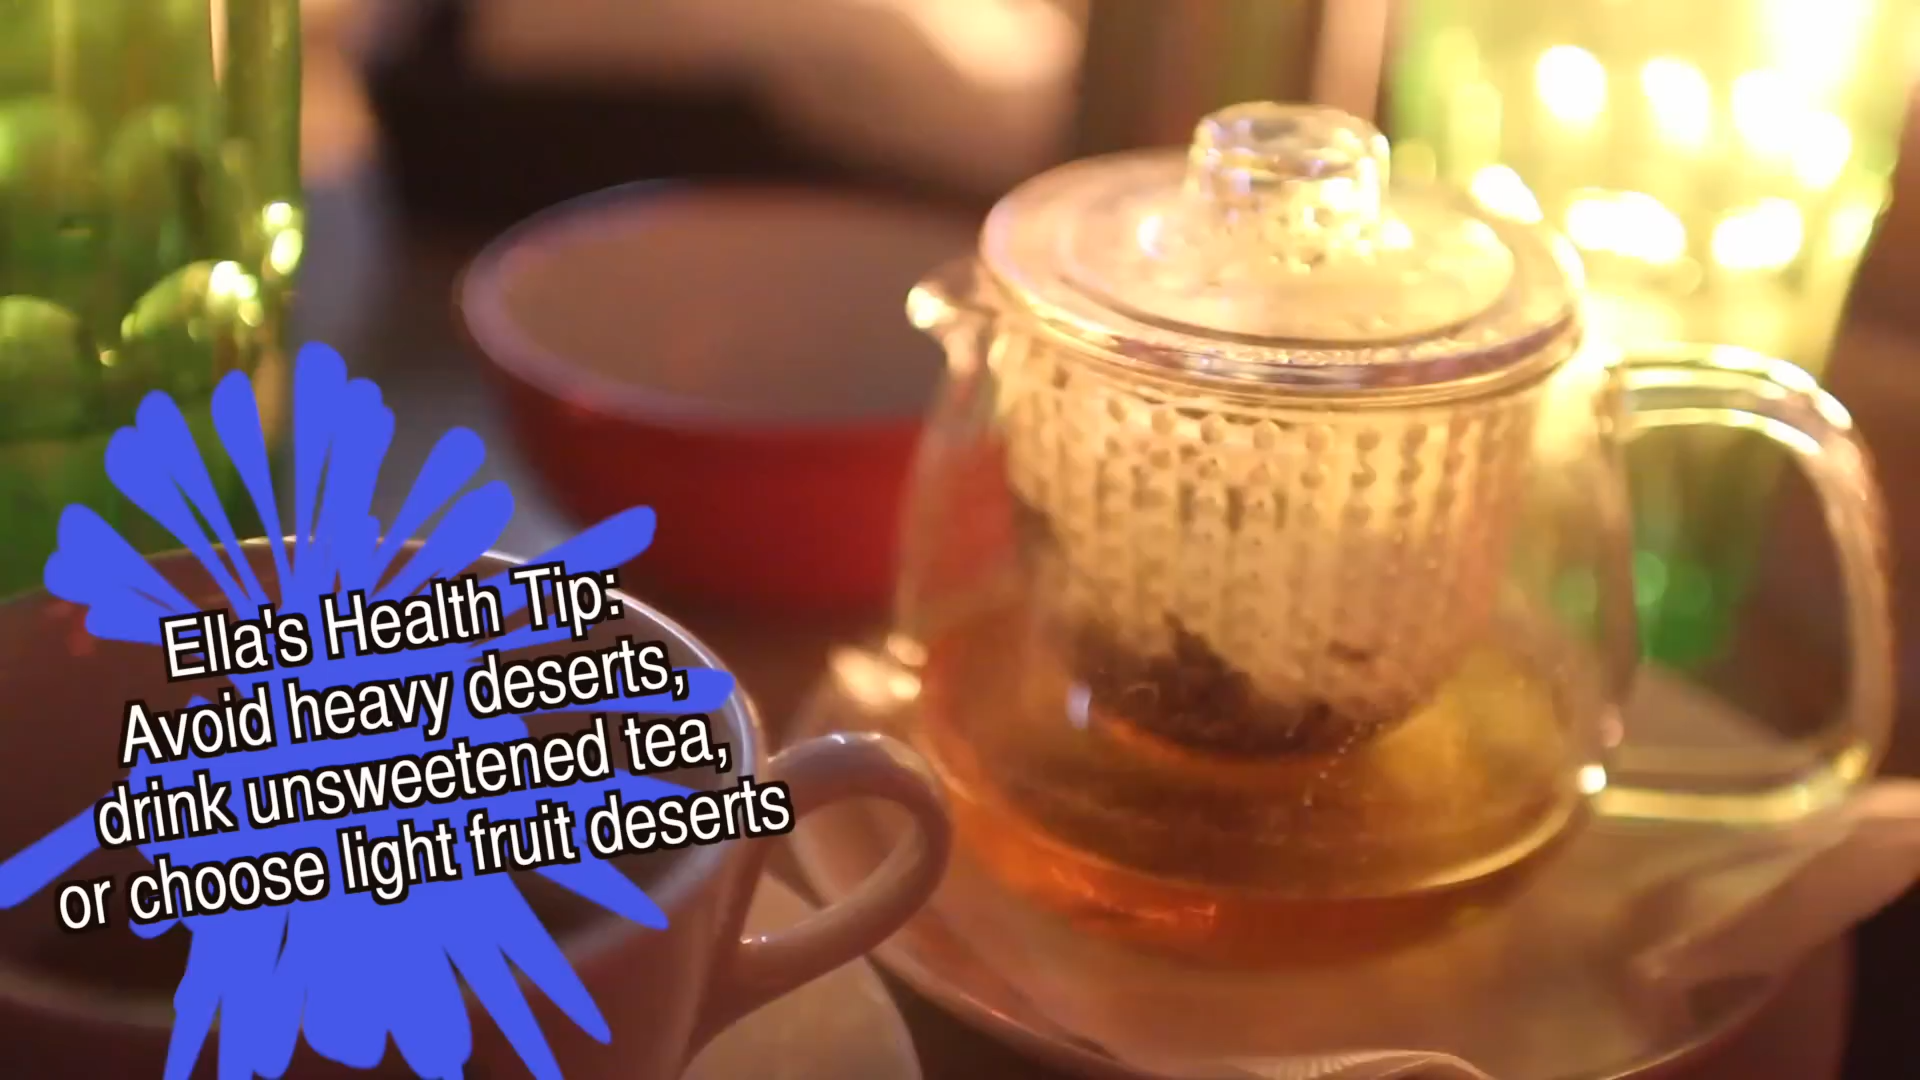 Ella's Health Tip:
Avoid heavy deserts,
drink unsweetened tea,
or choose light fruit deserts